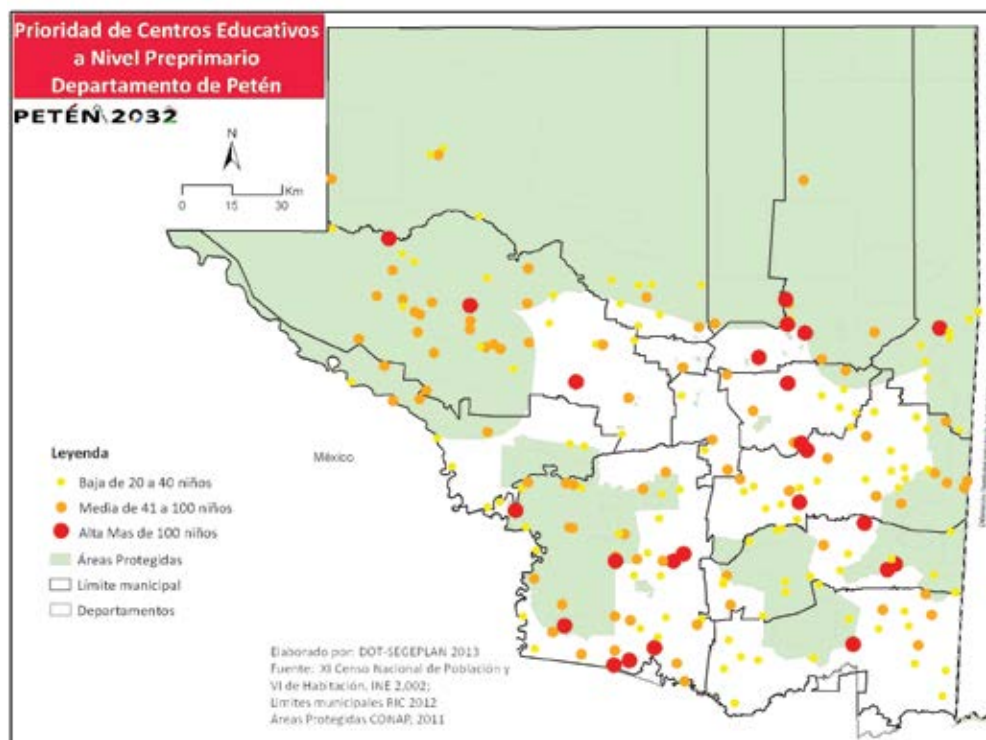 Prioridad de Centros Educativos
a Nivel Preprimario
Departamento de Petén
PETÉN 2032
N
Km
0 15 30
México
Leyenda
Baja de 20 a 40 niños
Media de 41 a 100 niños
Alta Mas de 100 niños
Áreas Protegidas
Límite municipal
Departamentos
Elaborado por: DOT-SEGEPLAN 2013
Fuente: XI Censo Nacional de Población y
VI de Habitación, INE 2,002;
Limites municipales RIC 2012
Áreas Protegidas CONAP, 2011